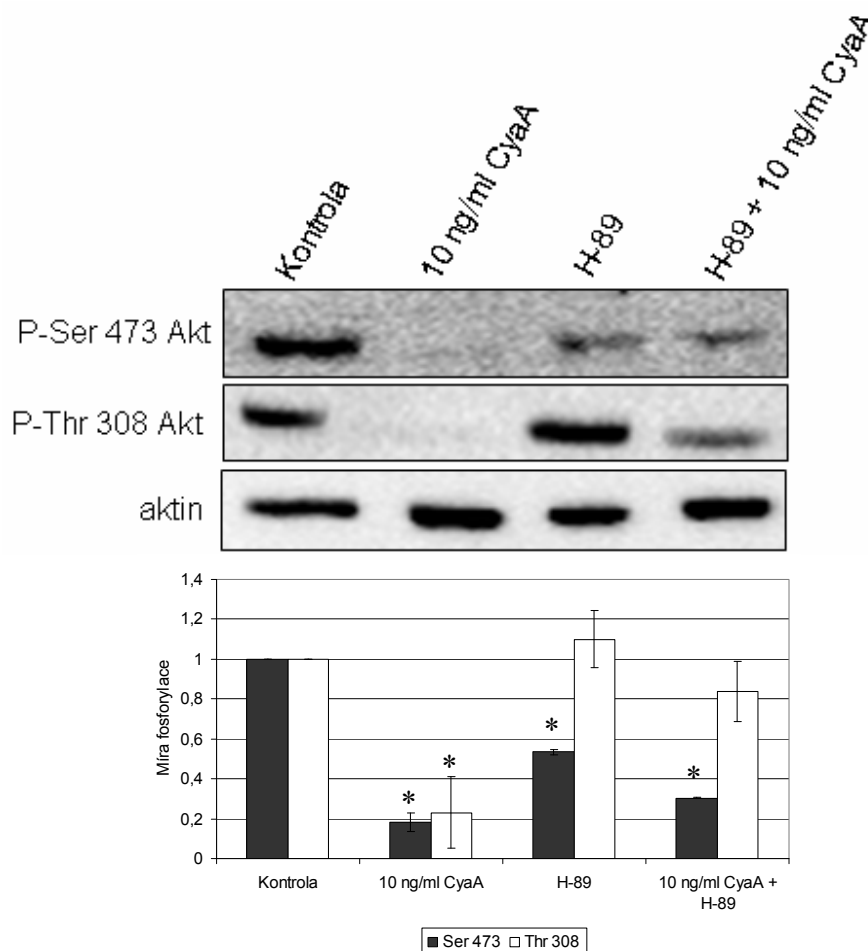 Kontrola
10 ng/ml CyaA
H-89
H-89 + 10 ng/ml CyaA
P-Ser 473 Akt
P-Thr 308 Akt
aktin
1,4
1,2
1
0,8
0,6
0,4
0,2
0
Míra fosforylace
*
*
*
*
Kontrola
10 ng/ml CyaA
H-89
10 ng/ml CyaA +
H-89
Ser 473
Thr 308